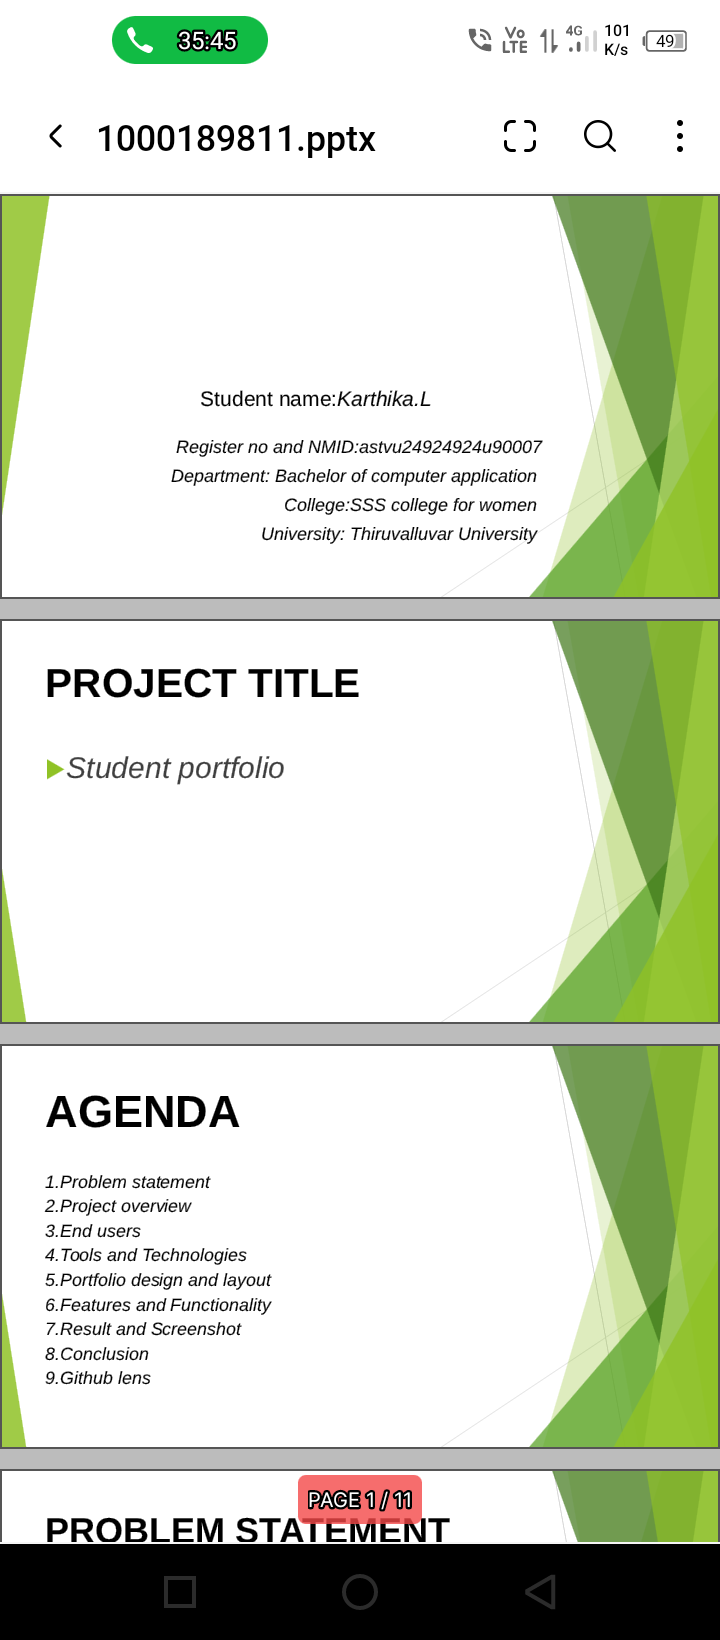 35:45
Vo
LTE
4G
101
K/s
49
1000189811.pptx
Student name:Karthika.L
Register no and NMID:astvu24924924u90007
Department: Bachelor of computer application
College:SSS college for women
University: Thiruvalluvar University
PROJECT TITLE
Student portfolio
AGENDA
1.Problem statement
2.Project overview
3.End users
4.Tools and Technologies
5.Portfolio design and layout
6.Features and Functionality
7.Result and Screenshot
8.Conclusion
9.Github lens
PAGE 1 / 11
PROBLEM STATEMENT